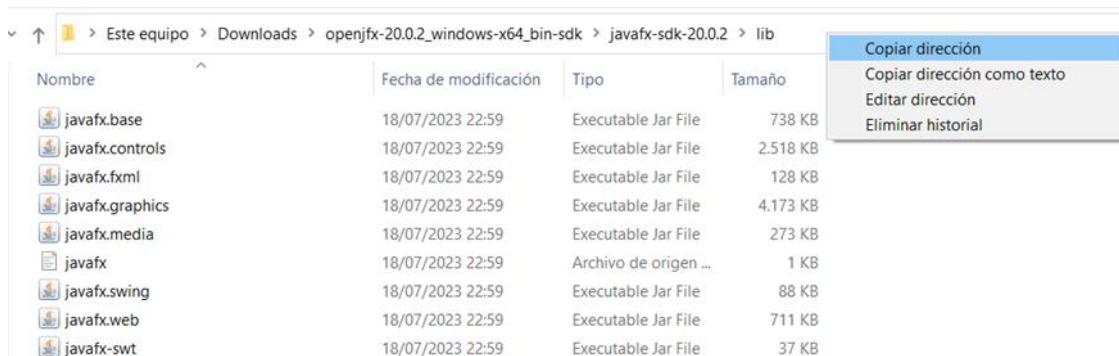 Este equipo > Downloads > openjfx-20.0.2_windows-x64_bin-sdk > javafx-sdk-20.0.2 > lib
Copiar dirección
Copiar dirección como texto
Editar dirección
Eliminar historial
Nombre Fecha de modificación Tipo Tamaño
javafx.base 18/07/2023 22:59 Executable Jar File 738 KB
javafx.controls 18/07/2023 22:59 Executable Jar File 2.518 KB
javafx.fxml 18/07/2023 22:59 Executable Jar File 128 KB
javafx.graphics 18/07/2023 22:59 Executable Jar File 4.173 KB
javafx.media 18/07/2023 22:59 Executable Jar File 273 KB
javafx 18/07/2023 22:59 Archivo de origen ... 1 KB
javafx.swing 18/07/2023 22:59 Executable Jar File 88 KB
javafx.web 18/07/2023 22:59 Executable Jar File 711 KB
javafx-swt 18/07/2023 22:59 Executable Jar File 37 KB